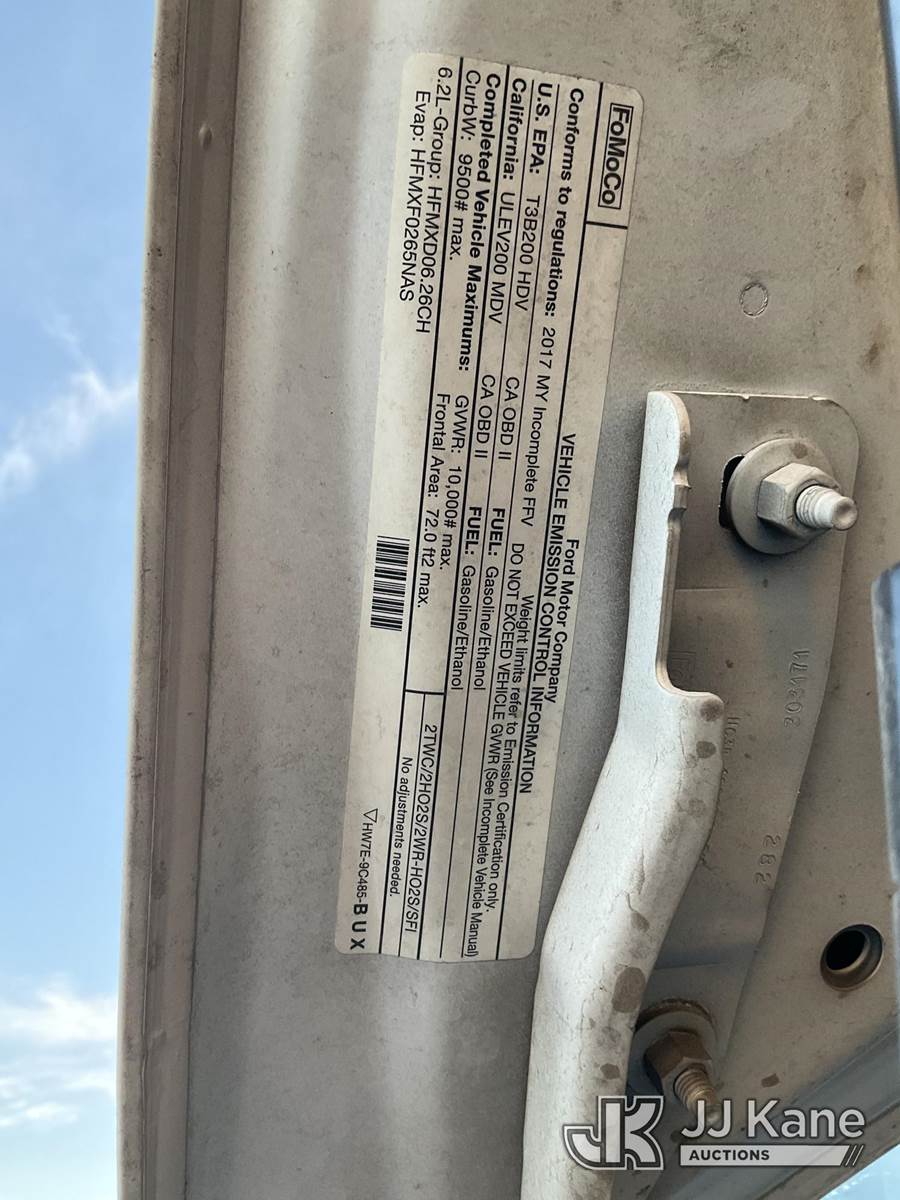 FoMoCo
Ford Motor Company
VEHICLE EMISSION CONTROL INFORMATION
Conforms to regulations: 2017 MY Incomplete FFV
Weight limits refer to Emission Certification only.
DO NOT EXCEED VEHICLE GVWR (See Incomplete Vehicle Manual)
U.S. EPA: T3B200 HDV CA OBD II FUEL: Gasoline/Ethanol
California: ULEV200 MDV CA OBD II FUEL: Gasoline/Ethanol
Completed Vehicle Maximums: GVWR: 10,000# max.
CurbW: 9500# max. Frontal Area: 72.0 ft2 max.
6.2L-Group: HFMXD06.26CH
Evap: HFMXF0265NAS
2TWC/2HO2S/2WR-HO2S/SFI
No adjustments needed.
▽HW7E-9C485-B U X
282
JK
JJ Kane
AUCTIONS